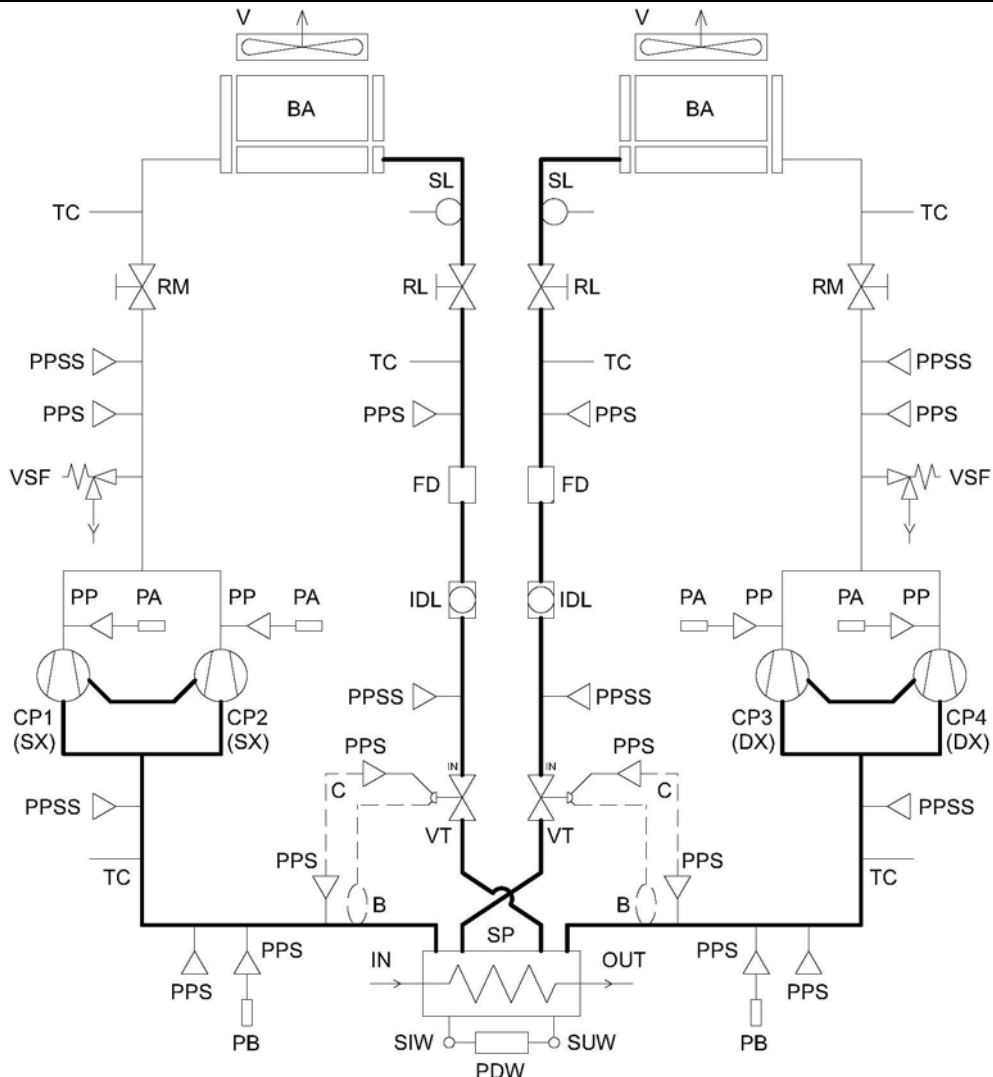 V V
BA BA
SL SL
TC TC
RM RL RL RM
PPSS TC TC PPSS
PPS PPS PPS PPS
VSF FD FD VSF
PP PA PP PA IDL IDL PA PP PA PP
CP1 (SX) CP2 (SX) PPSS PPSS CP3 (DX) CP4 (DX)
PPS PPS
IN IN
C C
PPSS VT VT PPSS
TC PPS PPS TC
B B
SP
PPS IN OUT PPS
PPS PPS
PB SIW SUW PB
PDW